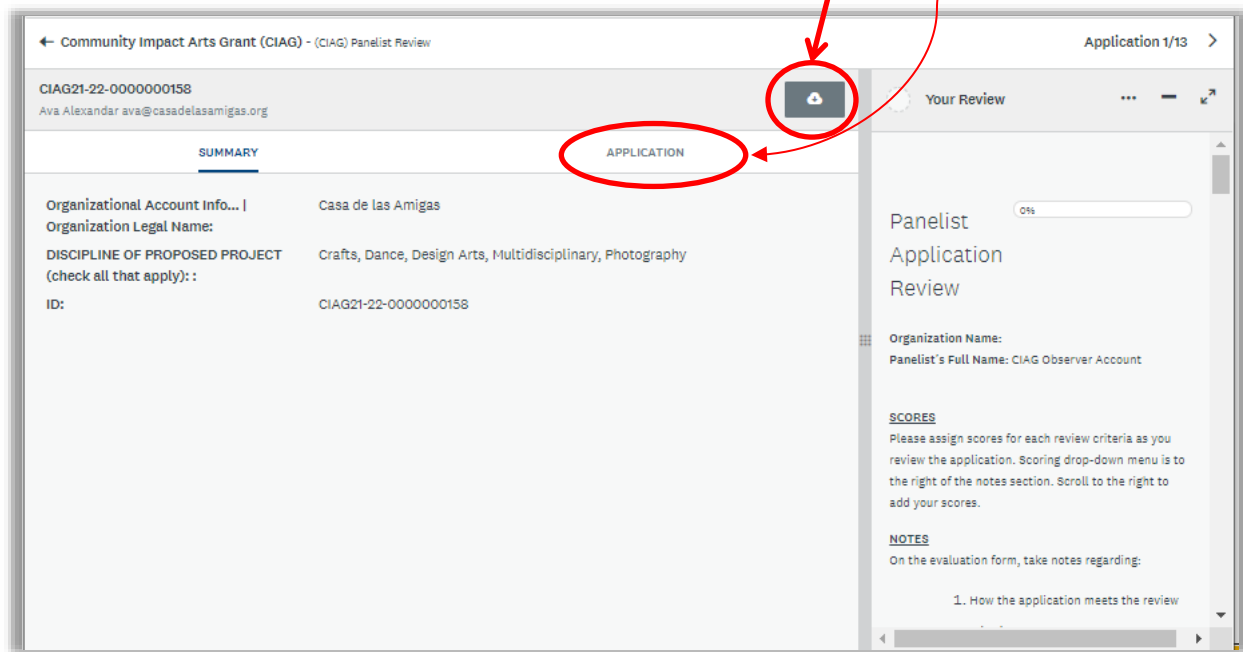 ← Community Impact Arts Grant (CIAG) - (CIAG) Panelist Review
Application 1/13 >
CIAG21-22-0000000158
Ava Alexandar ava@casadelasamigas.org
Your Review
SUMMARY
APPLICATION
Organizational Account Info... |
Organization Legal Name:
Casa de las Amigas
DISCIPLINE OF PROPOSED PROJECT
(check all that apply): :
Crafts, Dance, Design Arts, Multidisciplinary, Photography
ID:
CIAG21-22-0000000158
0%
Panelist
Application
Review
Organization Name:
Panelist's Full Name: CIAG Observer Account
SCORES
Please assign scores for each review criteria as you
review the application. Scoring drop-down menu is to
the right of the notes section. Scroll to the right to
add your scores.
NOTES
On the evaluation form, take notes regarding:
1. How the application meets the review